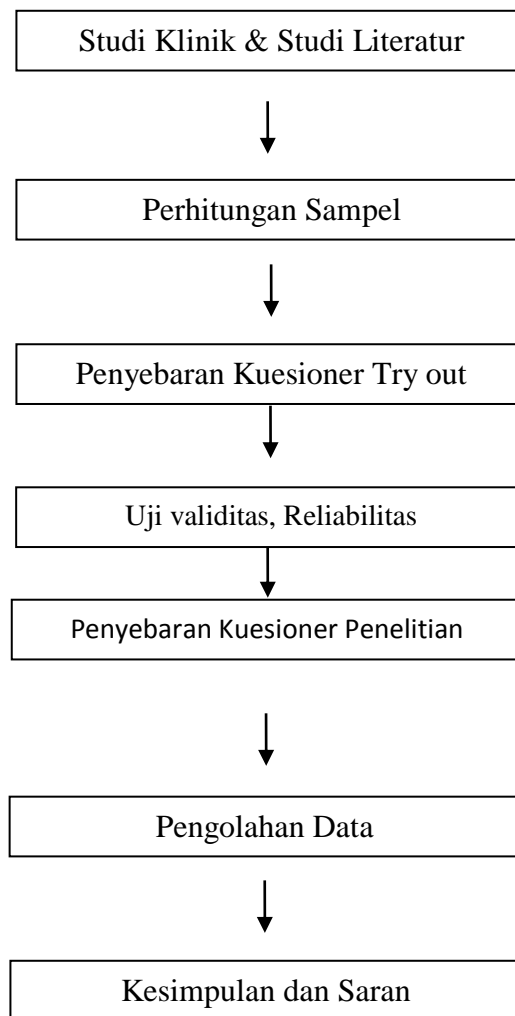 Studi Klinik & Studi Literatur
Perhitungan Sampel
Penyebaran Kuesioner Try out
Uji validitas, Reliabilitas
Penyebaran Kuesioner Penelitian
Pengolahan Data
Kesimpulan dan Saran